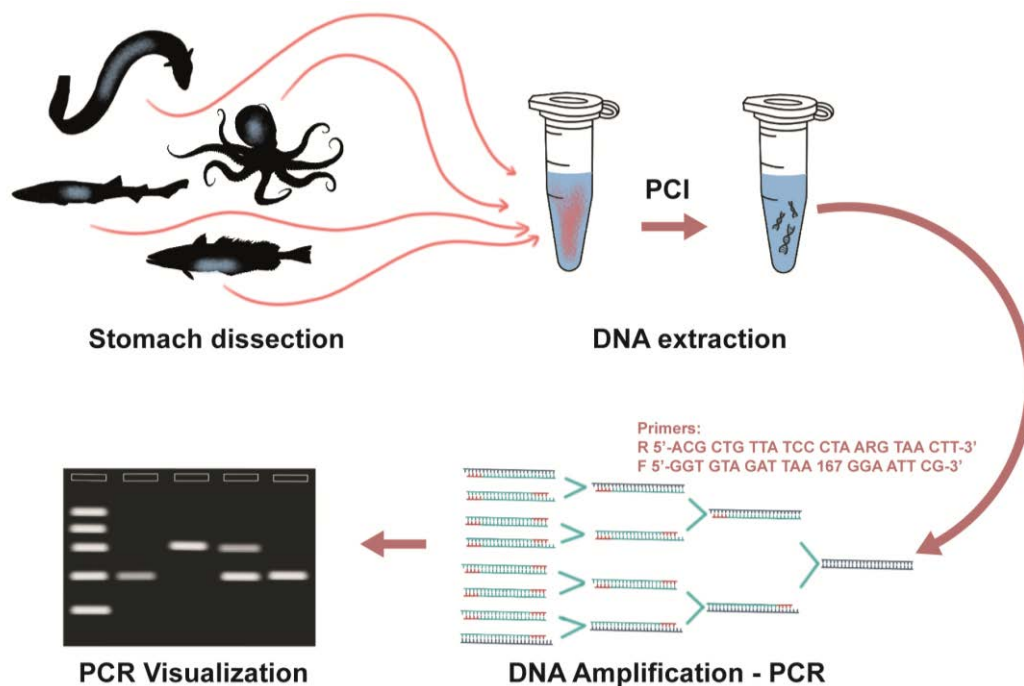 PCI
Stomach dissection
DNA extraction
Primers:
R 5’-ACG CTG TTA TCC CTA ARG TAA CTT-3’
F 5’-GGT GTA GAT TAA 167 GGA ATT CG-3’
PCR Visualization
DNA Amplification - PCR